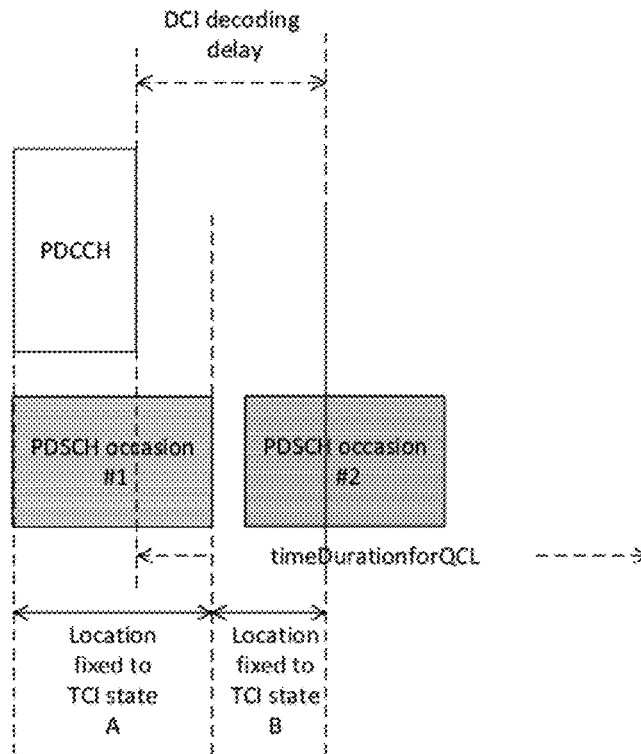 DCI decoding
delay
PDCCH
PDSCH occasion
#1
PDSCH occasion
#2
timeDurationforQCL
Location
fixed to
TCI state
A
Location
fixed to
TCI state
B